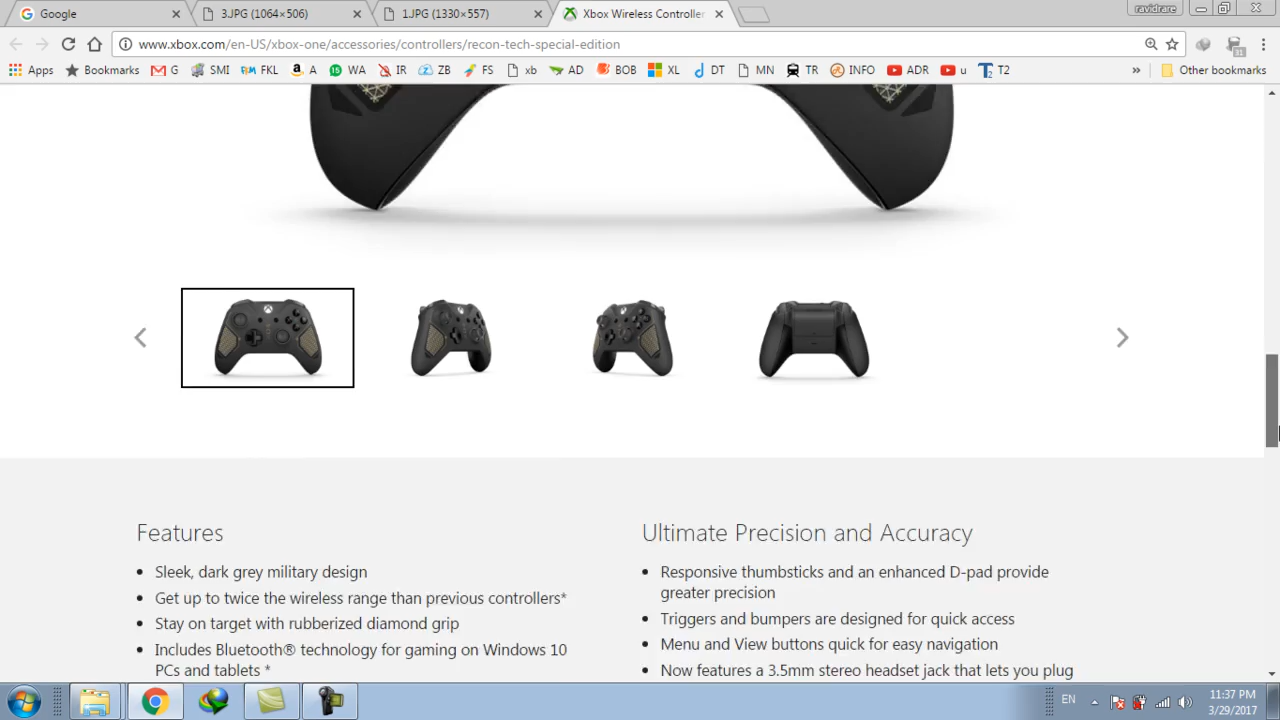 Google
3.JPG (1064×506)
1.JPG (1330×557)
Xbox Wireless Controller
ravidrare
www.xbox.com/en-US/xbox-one/accessories/controllers/recon-tech-special-edition
31
Apps Bookmarks G SMI FKL A WA IR ZB FS xb AD BOB XL DT MN TR INFO ADR u T2 » Other bookmarks
Features
Sleek, dark grey military design
Get up to twice the wireless range than previous controllers*
Stay on target with rubberized diamond grip
Includes Bluetooth® technology for gaming on Windows 10
PCs and tablets *
Ultimate Precision and Accuracy
Responsive thumbsticks and an enhanced D-pad provide
greater precision
Triggers and bumpers are designed for quick access
Menu and View buttons quick for easy navigation
Now features a 3.5mm stereo headset jack that lets you plug
EN
11:37 PM
3/29/2017